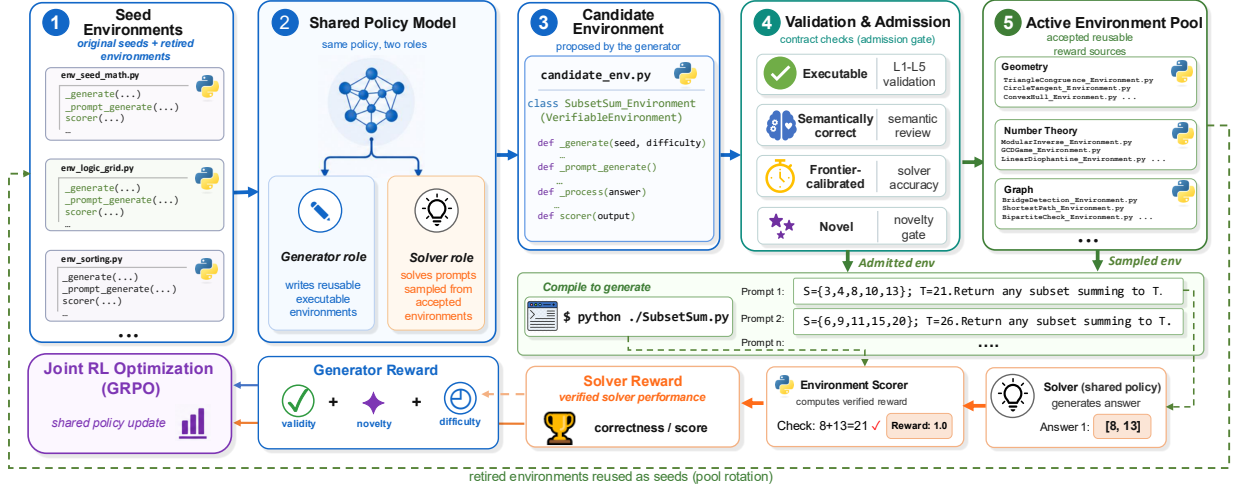 1
Seed
Environments
original seeds + retired
environments
env_seed_math.py
_generate(...)
_prompt_generate(...)
scorer(...)
…
env_logic_grid.py
_generate(...)
_prompt_generate(...)
scorer(...)
…
env_sorting.py
_generate(...)
_prompt_generate(...)
scorer(...)
…
...
2
Shared Policy Model
same policy, two roles
Generator role
writes reusable
executable
environments
Solver role
solves prompts
sampled from
accepted
environments
3
Candidate
Environment
proposed by the generator
candidate_env.py
class SubsetSum_Environment
(VerifiableEnvironment)
def _generate(seed, difficulty)
…
def _prompt_generate()
…
def _process(answer)
…
def scorer(output)
4
Validation & Admission
contract checks (admission gate)
Executable
L1-L5
validation
Semantically
correct
semantic
review
Frontier-
calibrated
solver
accuracy
Novel
novelty
gate
5
Active Environment Pool
accepted reusable
reward sources
Geometry
TriangleCongruence_Environment.py
CircleTangent_Environment.py
ConvexHull_Environment.py ...
Number Theory
ModularInverse_Environment.py
GCDGame_Environment.py
LinearDiophantine_Environment.py ...
Graph
BridgeDetection_Environment.py
ShortestPath_Environment.py
BipartiteCheck_Environment.py ...
...
Admitted env
Sampled env
Compile to generate
$ python ./SubsetSum.py
Prompt 1:
S={3,4,8,10,13}; T=21.Return any subset summing to T.
Prompt 2:
S={6,9,11,15,20}; T=26.Return any subset summing to T.
Prompt n:
....
Joint RL Optimization
(GRPO)
shared policy update
Generator Reward
+
+
validity
novelty
difficulty
Solver Reward
verified solver performance
correctness / score
Environment Scorer
computes verified reward
Check: 8+13=21 ✓
Reward: 1.0
Solver (shared policy)
generates answer
Answer 1:
[8, 13]
retired environments reused as seeds (pool rotation)